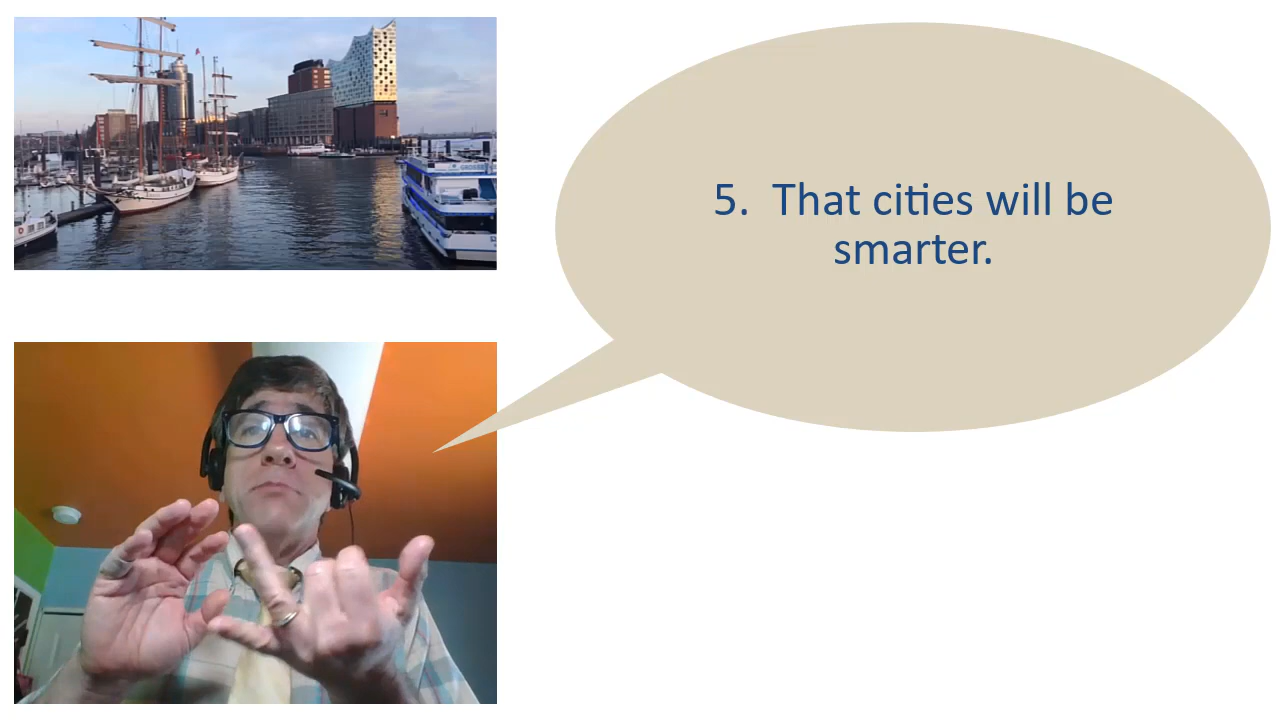 5. That cities will be
smarter.